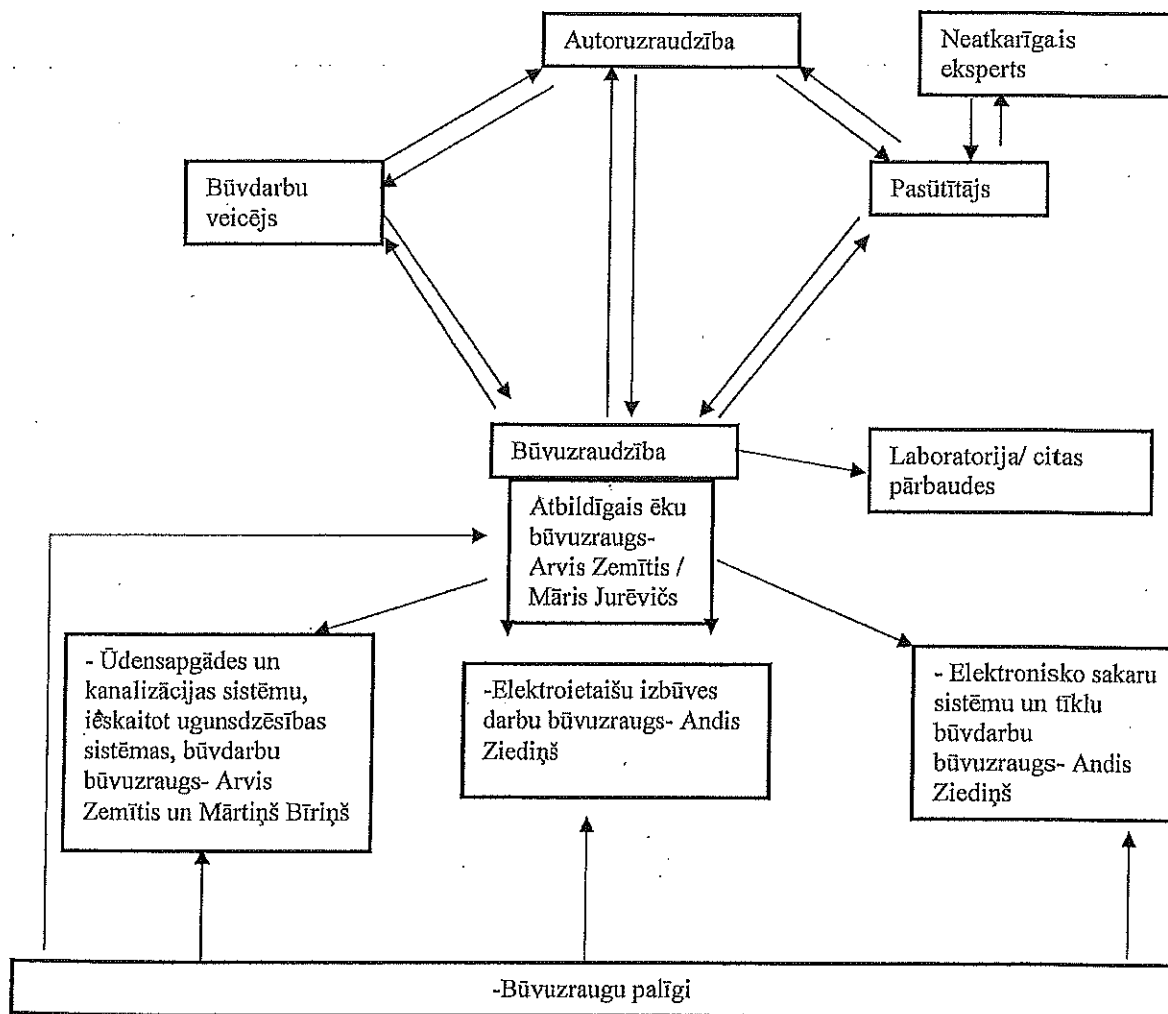 Autoruzraudzība
Neatkarīgais
eksperts
Būvdarbu
veicējs
Pasūtītājs
Būvuzraudzība
Laboratorija/ citas
pārbaudes
Atbildīgais ēku
būvuzraugs-
Arvis Zemītis /
Māris Jurēvičs
- Ūdensapgādes un
kanalizācijas sistēmu,
ieskaitot ugunsdzēsības
sistēmas, būvdarbu
būvuzraugs- Arvis
Zemītis un Mārtiņš Bīriņš
-Elektroietaišu izbūves
darbu būvuzraugs- Andis
Ziediņš
- Elektronisko sakaru
sistēmu un tīklu
būvdarbu
būvuzraugs- Andis
Ziediņš
-Būvuzraugu palīgi